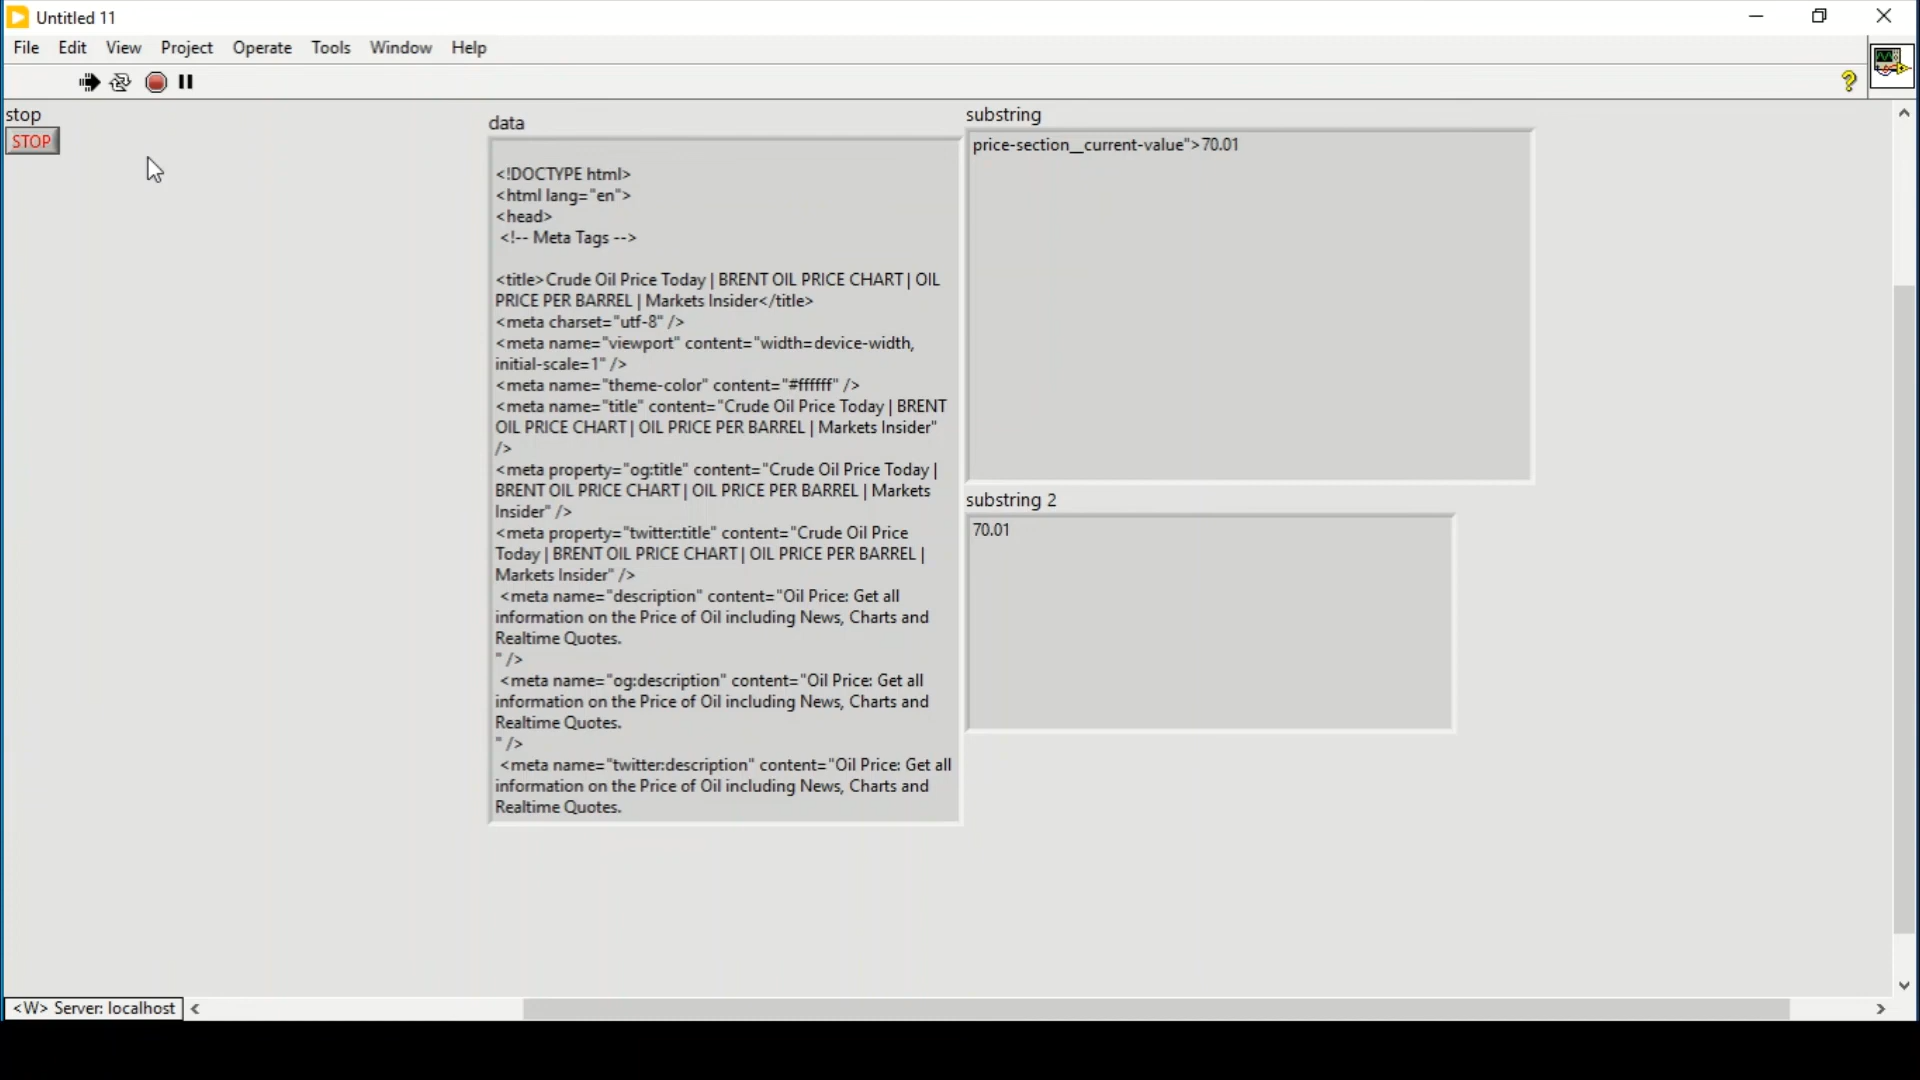 Untitled 11
File Edit View Project Operate Tools Window Help
?
stop
STOP
data
<!DOCTYPE html>
<html lang="en">
<head>
<!-- Meta Tags -->
<title>Crude Oil Price Today | BRENT OIL PRICE CHART | OIL
PRICE PER BARREL | Markets Insider</title>
<meta charset="utf-8" />
<meta name="viewport" content="width=device-width,
initial-scale=1" />
<meta name="theme-color" content="#ffffff" />
<meta name="title" content="Crude Oil Price Today | BRENT
OIL PRICE CHART | OIL PRICE PER BARREL | Markets Insider"
/>
<meta property="og:title" content="Crude Oil Price Today |
BRENT OIL PRICE CHART | OIL PRICE PER BARREL | Markets
Insider" />
<meta property="twitter:title" content="Crude Oil Price
Today | BRENT OIL PRICE CHART | OIL PRICE PER BARREL |
Markets Insider" />
<meta name="description" content="Oil Price: Get all
information on the Price of Oil including News, Charts and
Realtime Quotes.
" />
<meta name="og:description" content="Oil Price: Get all
information on the Price of Oil including News, Charts and
Realtime Quotes.
" />
<meta name="twitter:description" content="Oil Price: Get all
information on the Price of Oil including News, Charts and
Realtime Quotes.
substring
price-section__current-value">70.01
substring 2
70.01
<W> Server: localhost